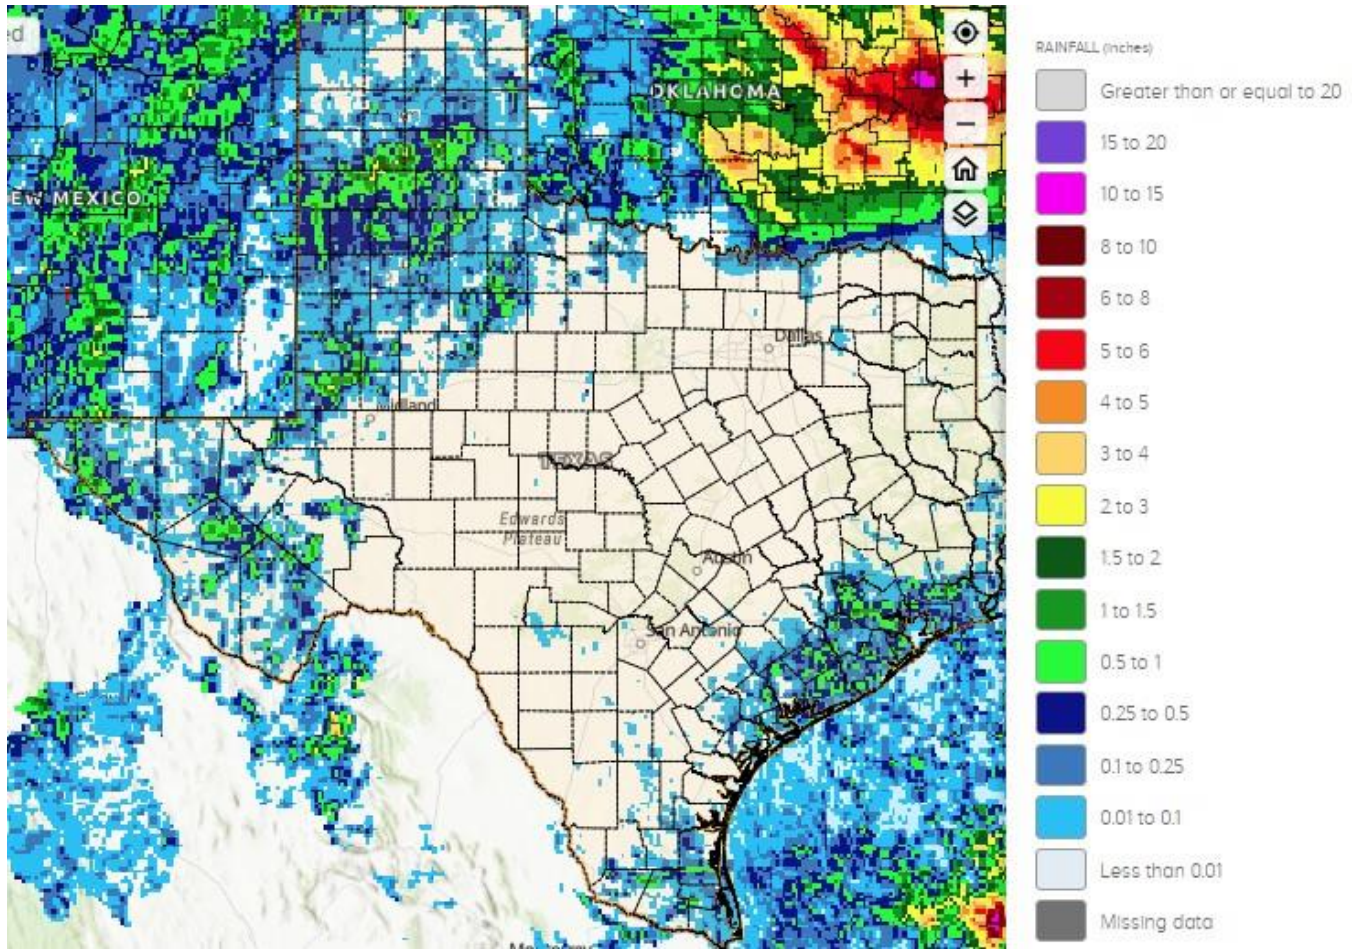 ed
OKLAHOMA
EW MEXICO
Dallas
Midland
TEXAS
Edwards
Plateau
Austin
San Antonio
RAINFALL (inches)
Greater than or equal to 20
15 to 20
10 to 15
8 to 10
6 to 8
5 to 6
4 to 5
3 to 4
2 to 3
1.5 to 2
1 to 1.5
0.5 to 1
0.25 to 0.5
0.1 to 0.25
0.01 to 0.1
Less than 0.01
Missing data